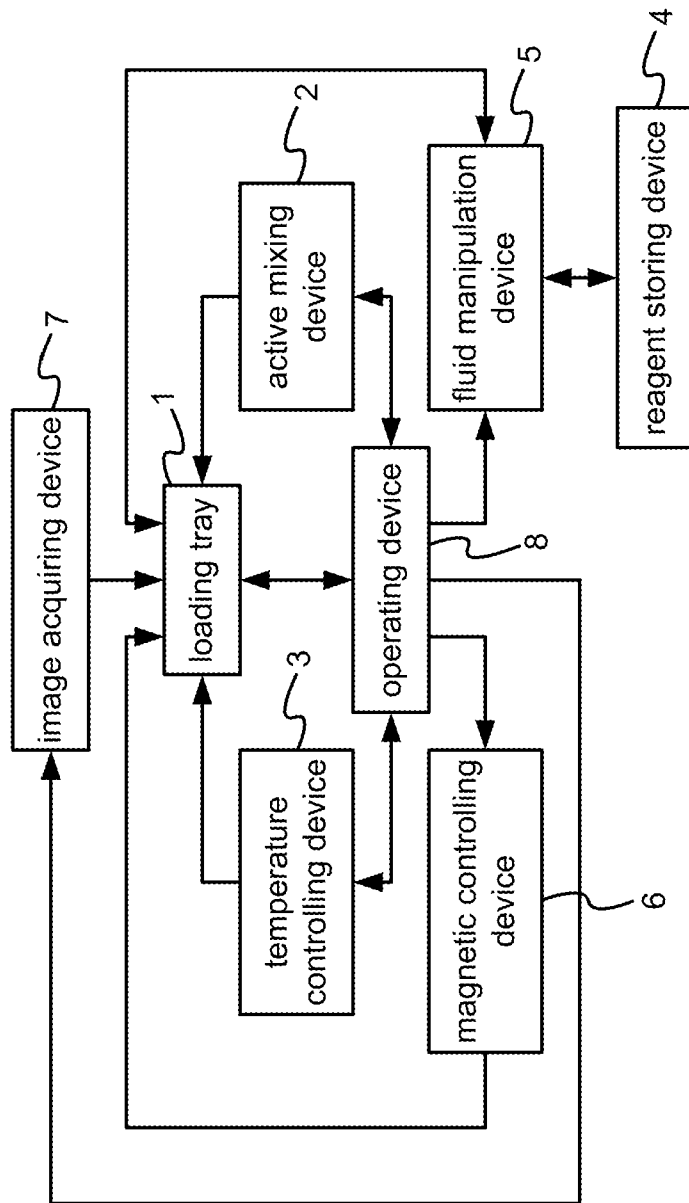 7
image acquiring device
1
loading tray
2
active mixing
device
3
temperature
controlling device
operating device
8
5
fluid manipulation
device
magnetic controlling
device
6
4
reagent storing device